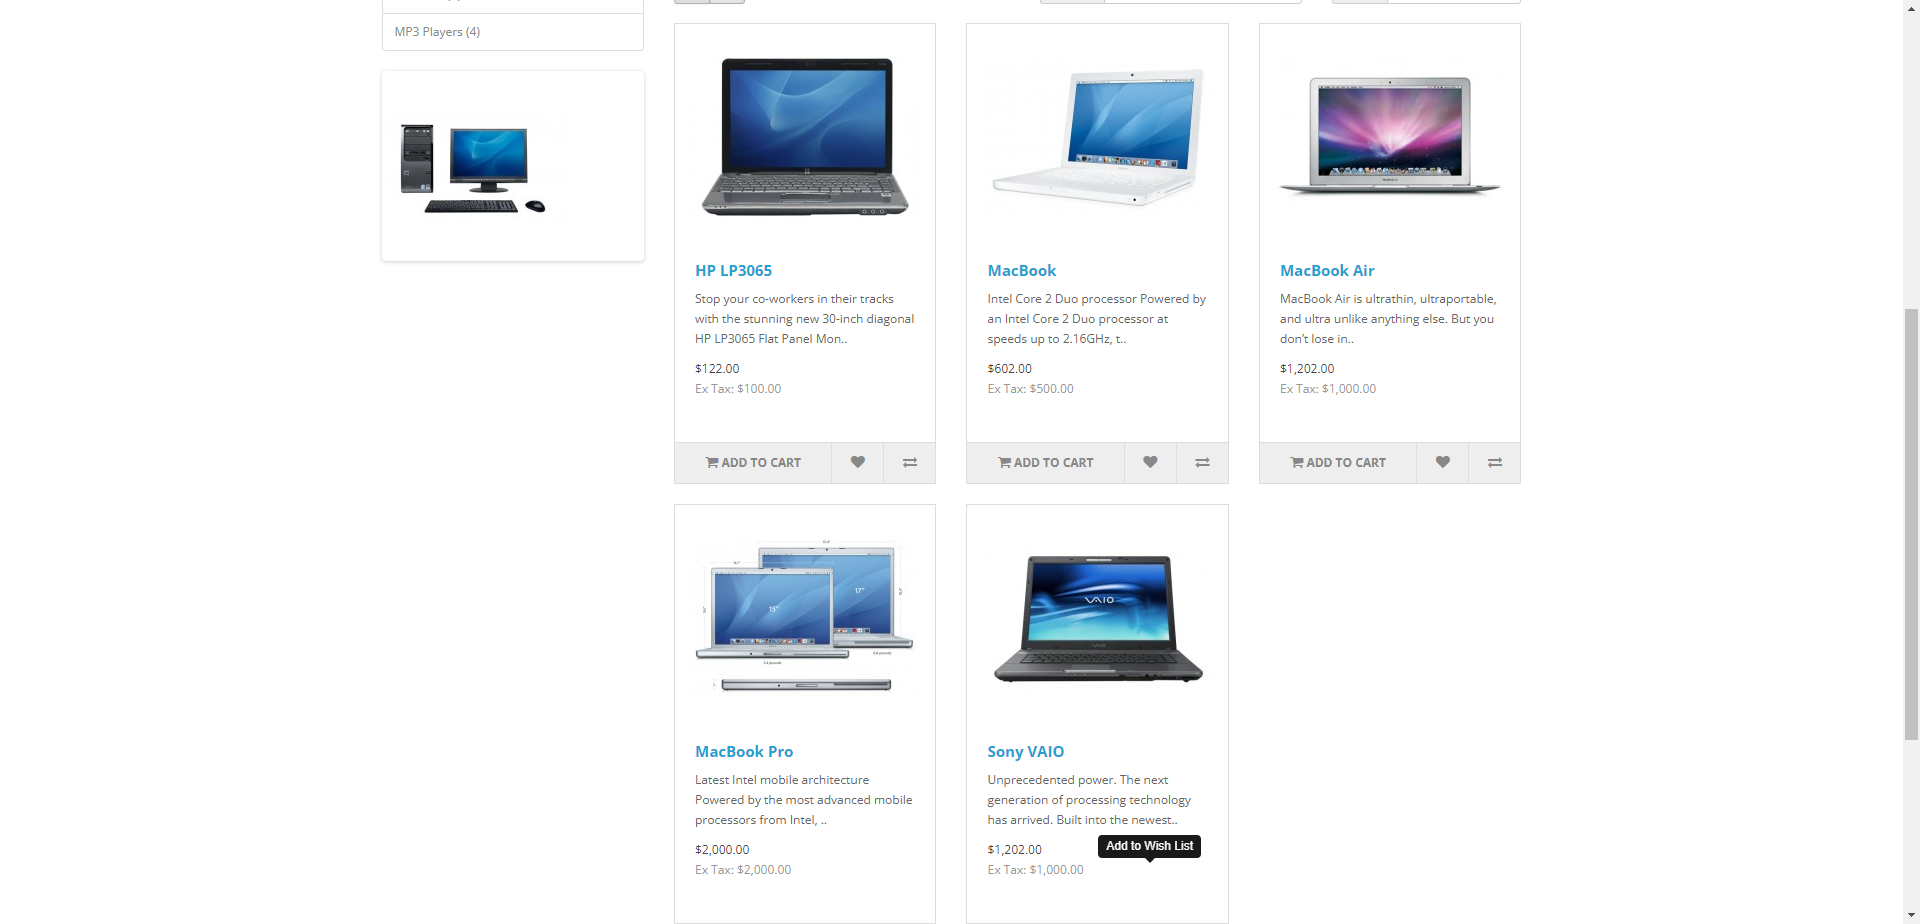 MP3 Players (4)
HP LP3065
Stop your co-workers in their tracks
with the stunning new 30-inch diagonal
HP LP3065 Flat Panel Mon..
$122.00
Ex Tax: $100.00
ADD TO CART
MacBook
Intel Core 2 Duo processor Powered by
an Intel Core 2 Duo processor at
speeds up to 2.16GHz, t..
$602.00
Ex Tax: $500.00
ADD TO CART
MacBook Air
MacBook Air is ultrathin, ultraportable,
and ultra unlike anything else. But you
don't lose in..
$1,202.00
Ex Tax: $1,000.00
ADD TO CART
15"
17"
MacBook Pro
Latest Intel mobile architecture
Powered by the most advanced mobile
processors from Intel, ..
$2,000.00
Ex Tax: $2,000.00
VAIO
Sony VAIO
Unprecedented power. The next
generation of processing technology
has arrived. Built into the newest..
Add to Wish List
$1,202.00
Ex Tax: $1,000.00